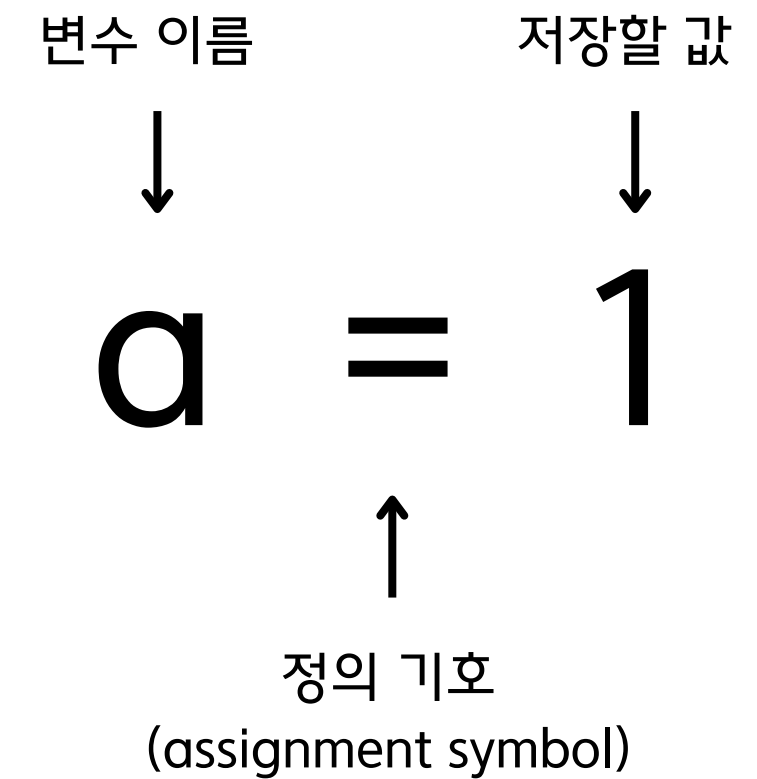 변수 이름 저장할 값
a = 1
정의 기호
(assignment symbol)